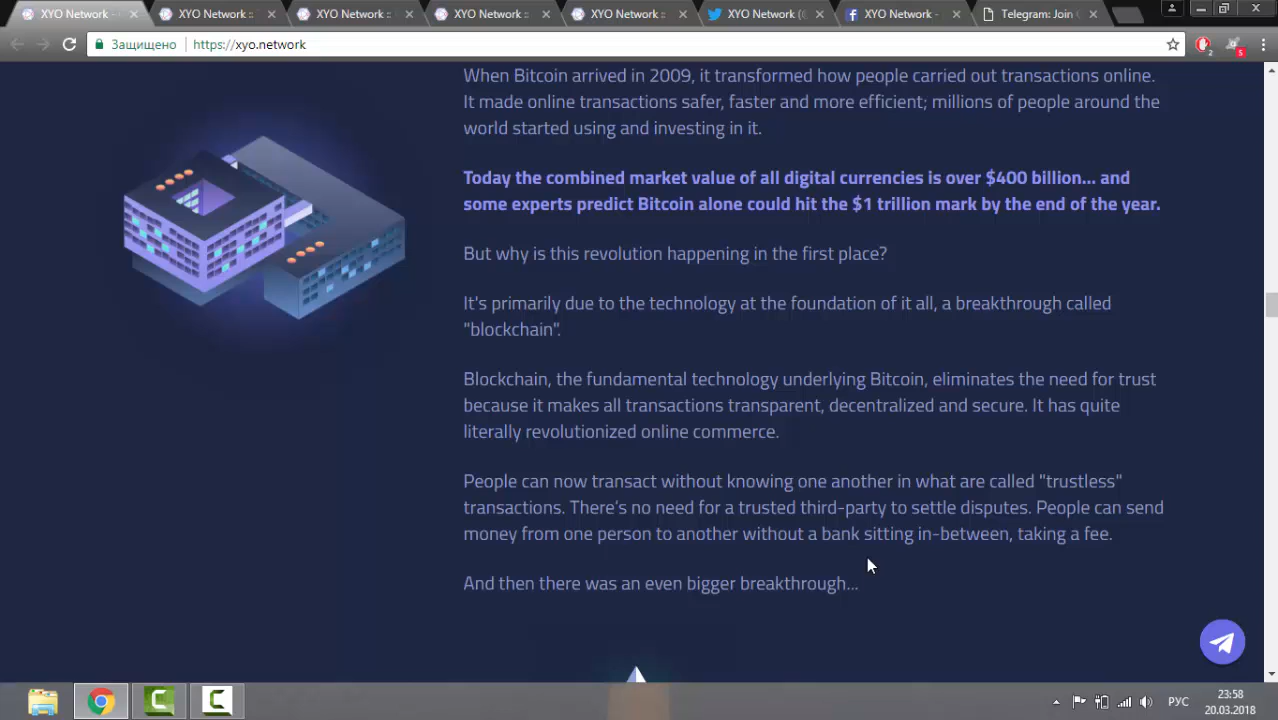 XYO Network -
XYO Network ::
XYO Network ::
XYO Network ::
XYO Network ::
XYO Network (@
XYO Network -
Telegram: Join
Защищено
https://xyo.network
2
5
When Bitcoin arrived in 2009, it transformed how people carried out transactions online.
It made online transactions safer, faster and more efficient; millions of people around the
world started using and investing in it.
Today the combined market value of all digital currencies is over $400 billion... and
some experts predict Bitcoin alone could hit the $1 trillion mark by the end of the year.
But why is this revolution happening in the first place?
It's primarily due to the technology at the foundation of it all, a breakthrough called
"blockchain".
Blockchain, the fundamental technology underlying Bitcoin, eliminates the need for trust
because it makes all transactions transparent, decentralized and secure. It has quite
literally revolutionized online commerce.
People can now transact without knowing one another in what are called "trustless"
transactions. There's no need for a trusted third-party to settle disputes. People can send
money from one person to another without a bank sitting in-between, taking a fee.
And then there was an even bigger breakthrough...
РУС
23:58
20.03.2018